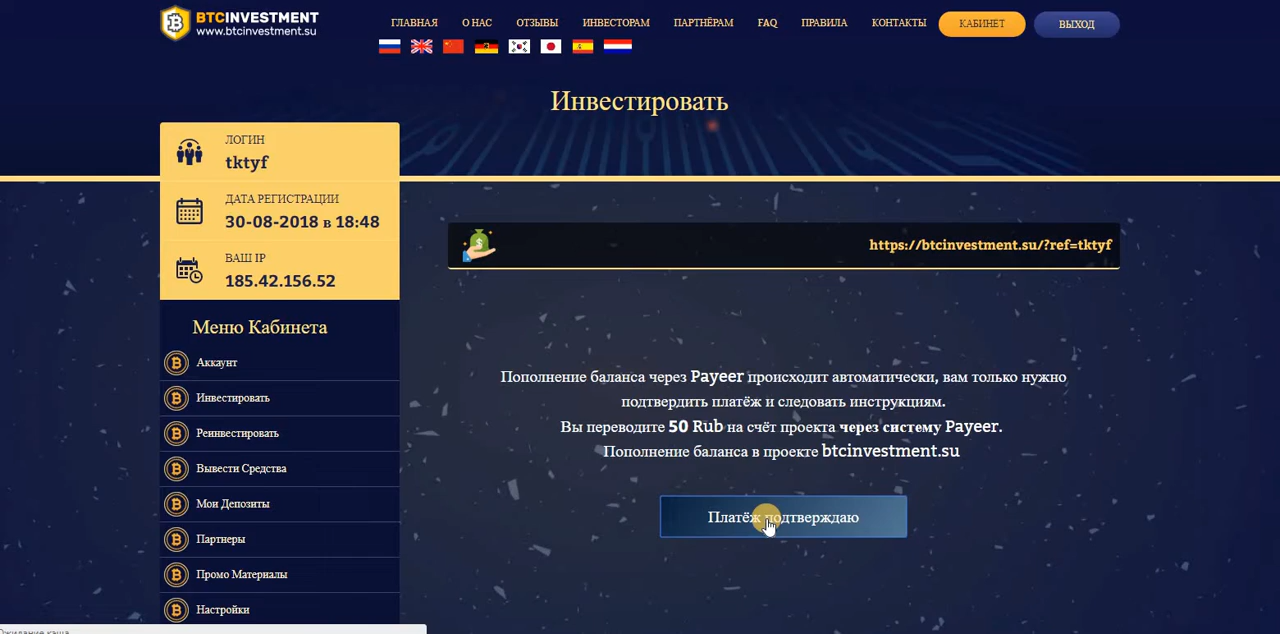 BTCINVESTMENT
www.btcinvestment.su
ГЛАВНАЯ О НАС ОТЗЫВЫ ИНВЕСТОРАМ ПАРТНЁРАМ FAQ ПРАВИЛА КОНТАКТЫ КАБИНЕТ ВЫХОД
Инвестировать
ЛОГИН
tktyf
ДАТА РЕГИСТРАЦИИ
30-08-2018 в 18:48
ВАШ IP
185.42.156.52
https://btcinvestment.su/?ref=tktyf
Меню Кабинета
Аккаунт
Инвестировать
Реинвестировать
Вывести Средства
Мои Депозиты
Партнеры
Промо Материалы
Настройки
Пополнение баланса через Payeer происходит автоматически, вам только нужно
подтвердить платёж и следовать инструкциям.
Вы переводите 50 Rub на счёт проекта через систему Payeer.
Пополнение баланса в проекте btcinvestment.su
Платёж подтверждаю